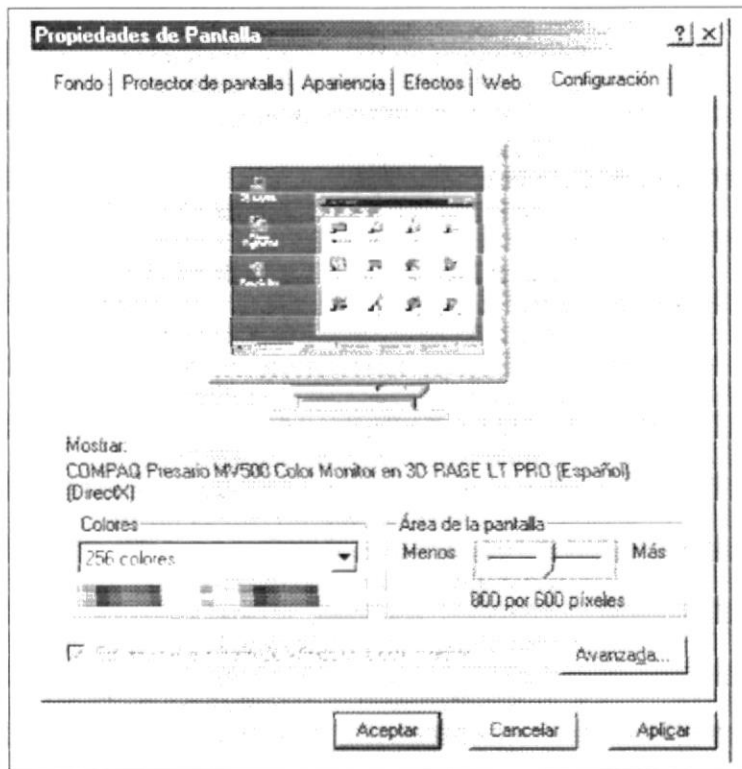 Propiedades de Pantalla
Fondo Protector de pantalla Apariencia Efectos Web Configuración
Mostrar:
COMPAQ Presario MV500 Color Monitor en 3D RAGE LT PRO (Español)
(DirectX)
Colores
Área de la pantalla
256 colores
Menos Más
800 por 600 píxeles
Avanzada...
Aceptar Cancelar Aplicar